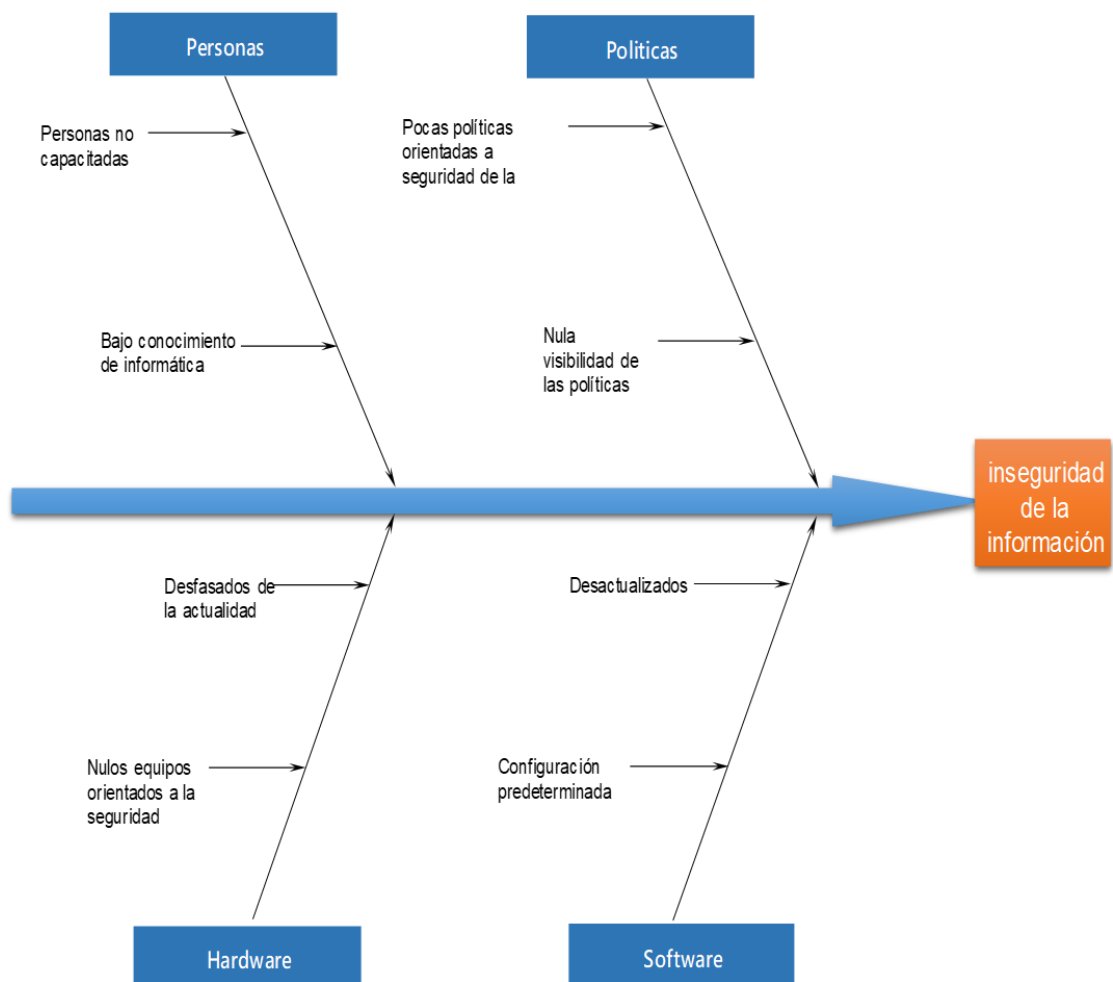 Personas
Politicas
Personas no
capacitadas
Pocas políticas
orientadas a
seguridad de la
Bajo conocimiento
de informática
Nula
visibilidad de
las políticas
inseguridad
de la
información
Desfasados de
la actualidad
Desactualizados
Nulos equipos
orientados a la
seguridad
Configuración
predeterminada
Hardware
Software